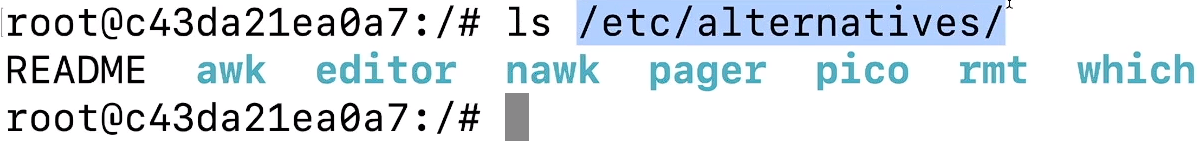 root@c43da21ea0a7:/# ls /etc/alternatives/
README awk editor nawk pager pico rmt which
root@c43da21ea0a7:/#